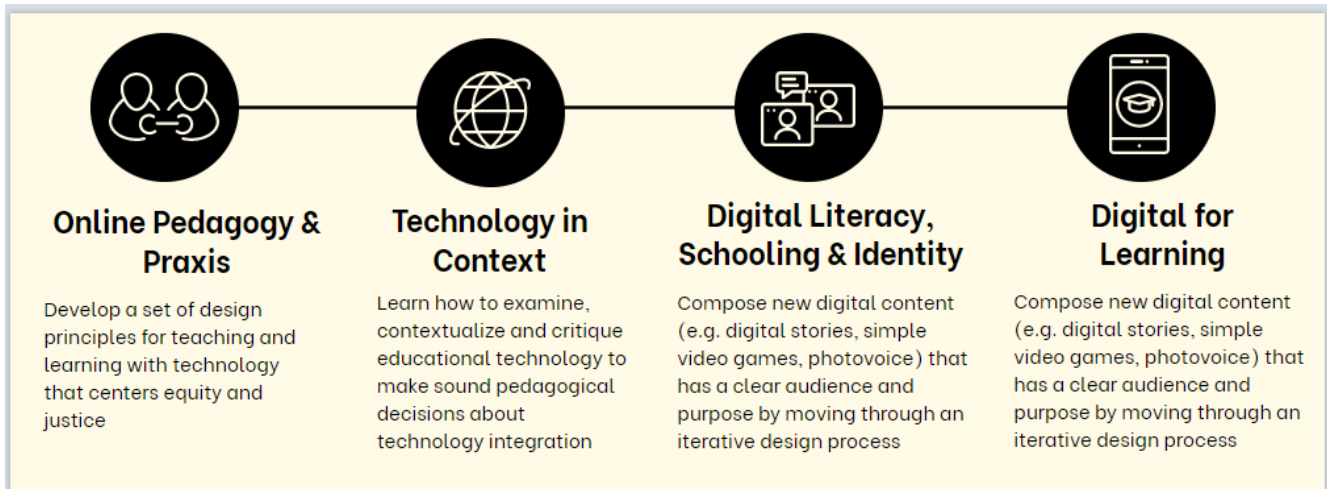 Online Pedagogy &
Praxis
Develop a set of design
principles for teaching and
learning with technology
that centers equity and
justice
Technology in
Context
Learn how to examine,
contextualize and critique
educational technology to
make sound pedagogical
decisions about
technology integration
Digital Literacy,
Schooling & Identity
Compose new digital content
(e.g. digital stories, simple
video games, photovoice) that
has a clear audience and
purpose by moving through an
iterative design process
Digital for
Learning
Compose new digital content
(e.g. digital stories, simple
video games, photovoice) that
has a clear audience and
purpose by moving through an
iterative design process